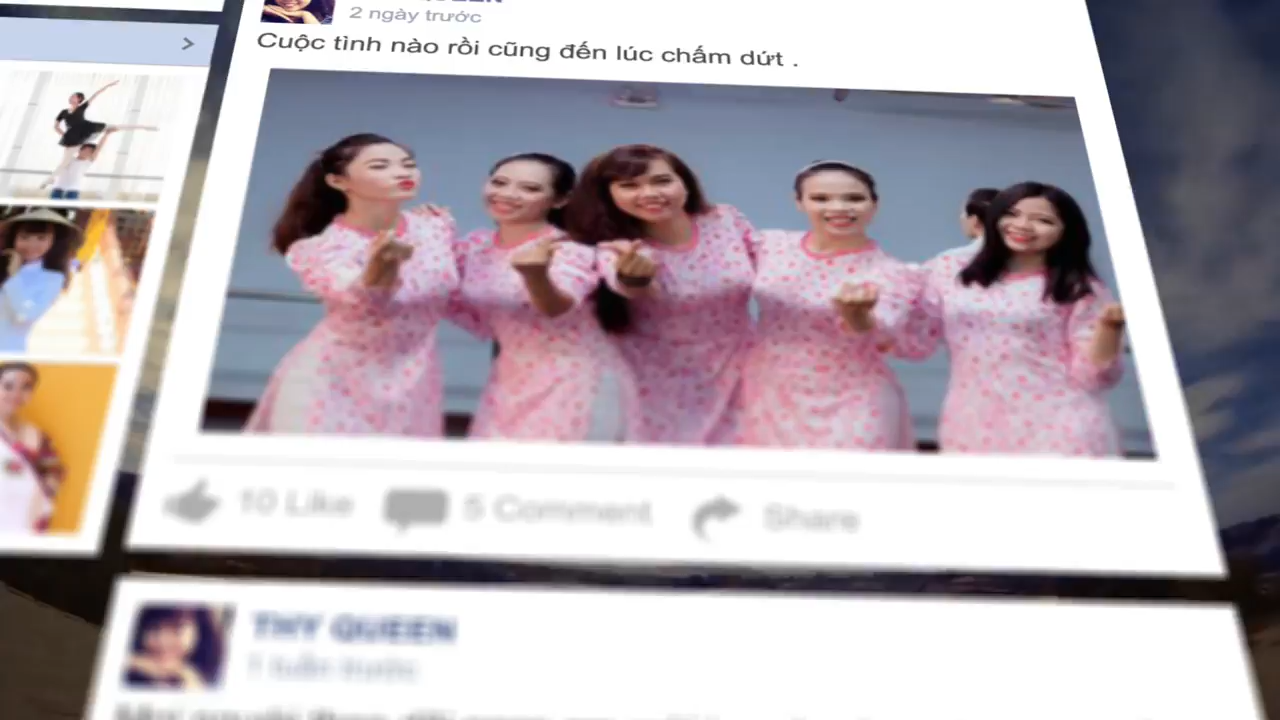 QUEEN
2 ngày trước
Cuộc tình nào rồi cũng đến lúc chấm dứt .
10 Like 5 Comment Share
THY QUEEN
1 tuần trước